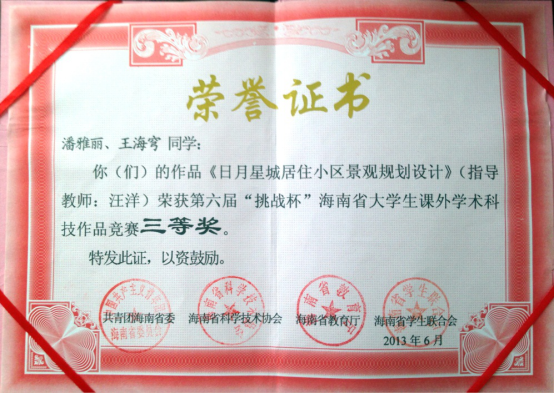 荣誉证书
潘雅丽、王海穹 同学:
你（们）的作品《日月星城居住小区景观规划设计》（指导
教师: 汪洋）荣获第六届“挑战杯”海南省大学生课外学术科
技作品竞赛三等奖。
特发此证，以资鼓励。
共青团海南省委 海南省科学技术协会 海南省教育厅 海南省学生联合会
2013 年 6 月